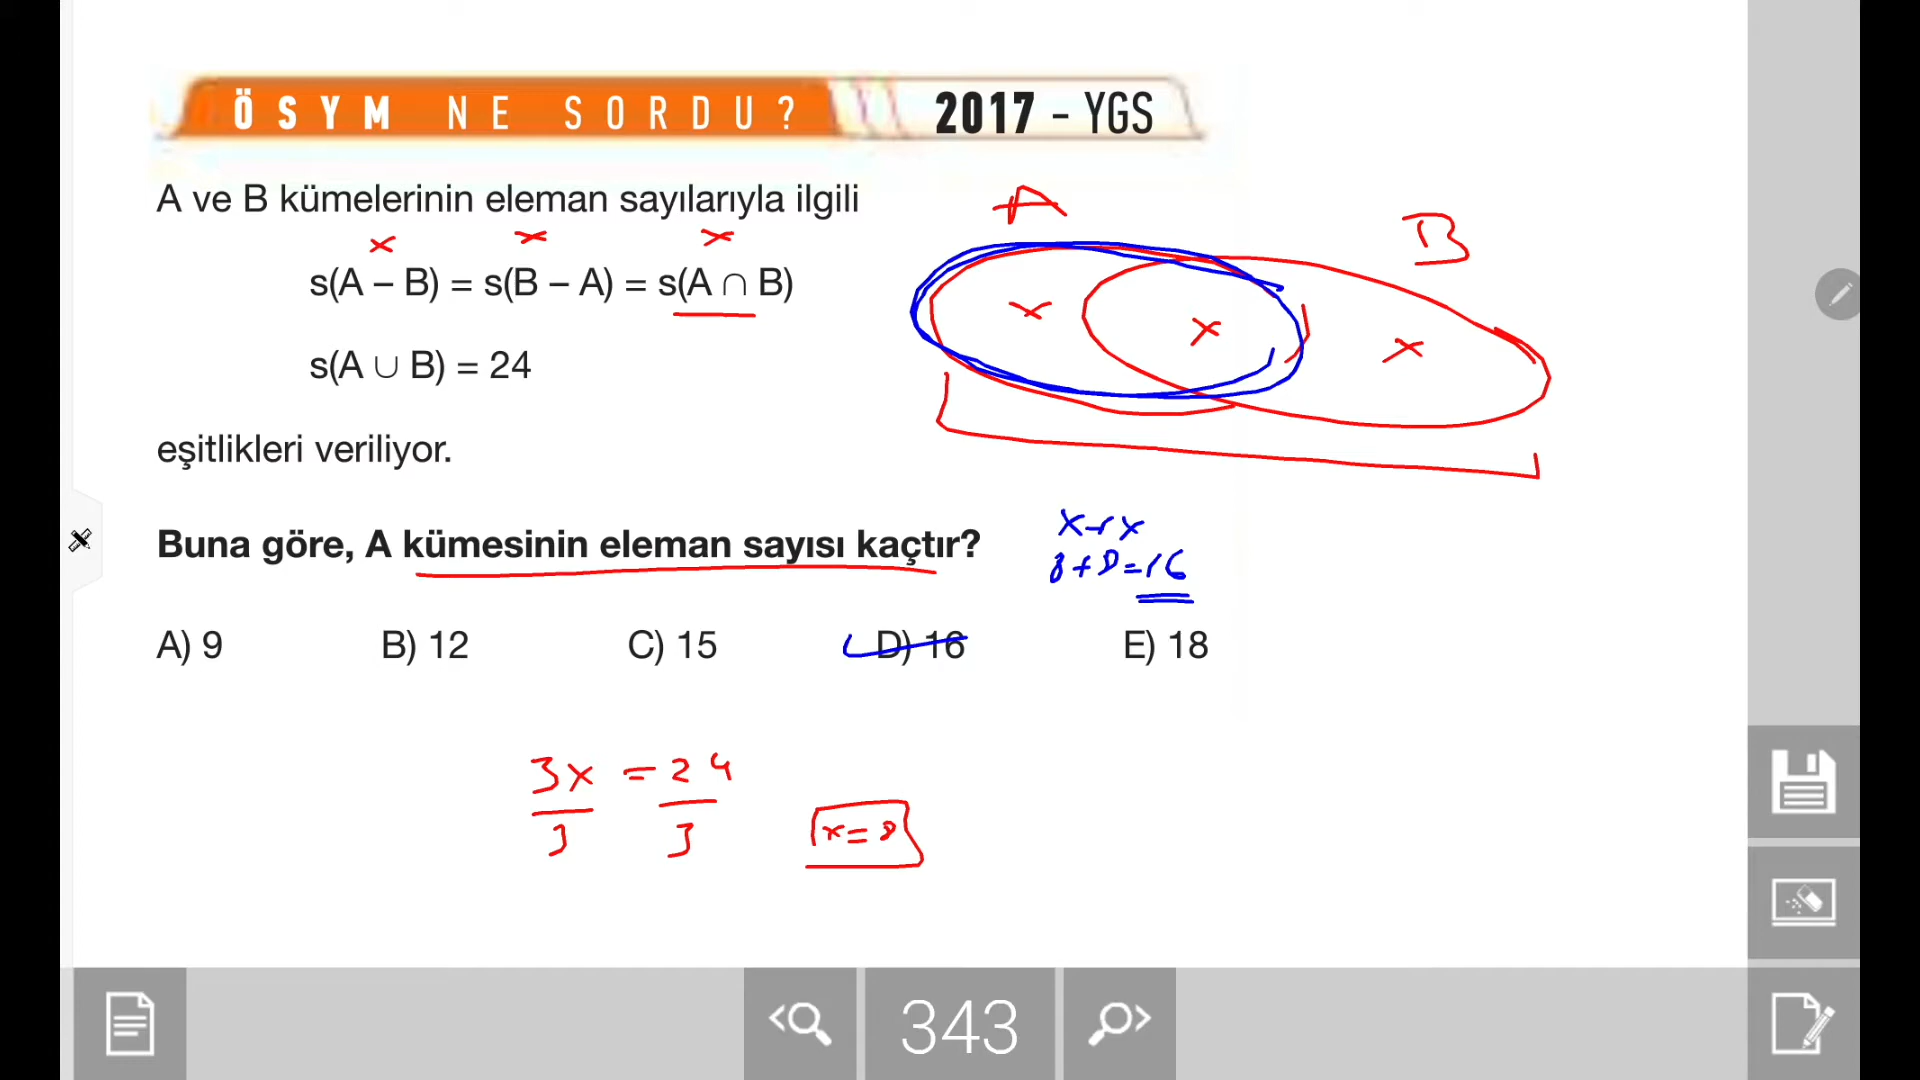 ÖSYM NE SORDU? 2017 - YGS
A ve B kümelerinin eleman sayılarıyla ilgili
A
B
x x x
s(A – B) = s(B – A) = s(A ∩ B)
x x x
s(A ∪ B) = 24
eşitlikleri veriliyor.
x+x
Buna göre, A kümesinin eleman sayısı kaçtır?
8+8=16
A) 9 B) 12 C) 15 D) 16 E) 18
3x = 24
3 3
x = 8
343